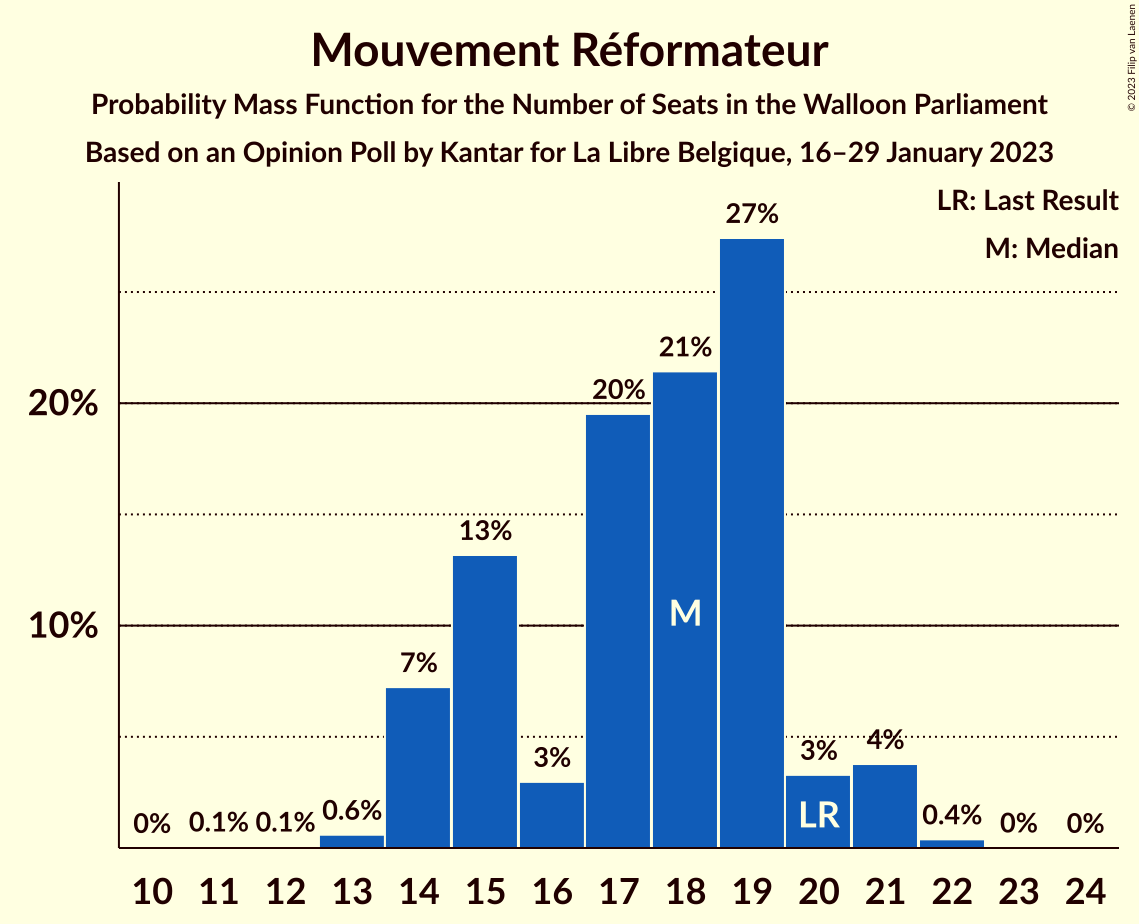 Mouvement Réformateur
Probability Mass Function for the Number of Seats in the Walloon Parliament
Based on an Opinion Poll by Kantar for La Libre Belgique, 16–29 January 2023
© 2023 Filip van Laenen
LR: Last Result
M: Median
27%
21%
20%
20%
13%
M
10%
7%
4%
3%
3%
LR
0.6%
0.4%
0%
0.1%
0.1%
0%
0%
10 11 12 13 14 15 16 17 18 19 20 21 22 23 24